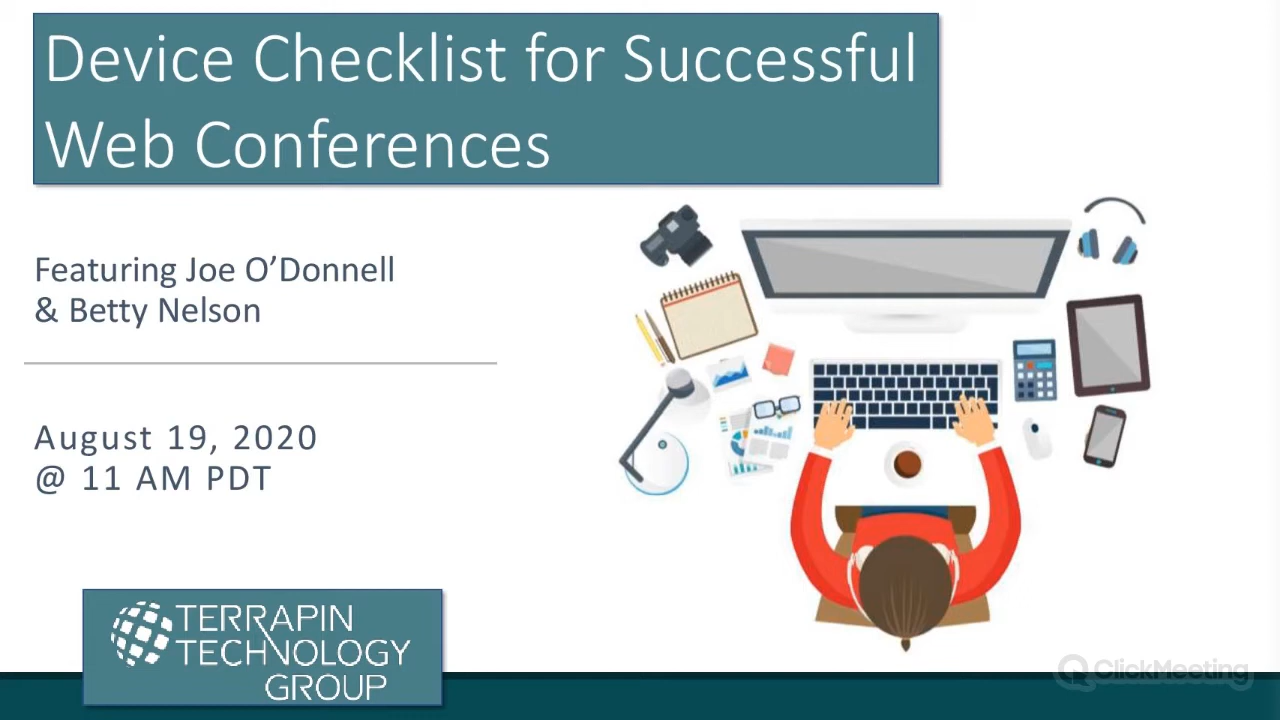 Device Checklist for Successful
Web Conferences
Featuring Joe O’Donnell
& Betty Nelson
August 19, 2020
@ 11 AM PDT
TERRAPIN
TECHNOLOGY
GROUP
ClickMeeting